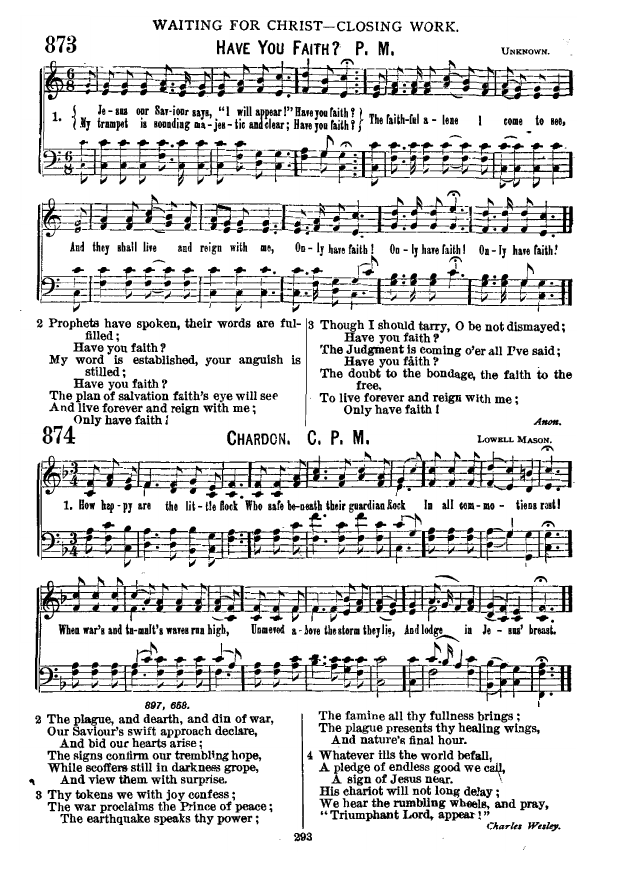 WAITING FOR CHRIST—CLOSING WORK.
873 HAVE YOU FAITH? P. M. UNKNOWN.
1. { Je-sus our Sav-iour says, "I will appear!" Have you faith? }
{ My trumpet is sounding ma-jes-tic and clear; Have you faith? } The faith-ful a-lone I come to see,
And they shall live and reign with me, On-ly have faith! On-ly have faith! On-ly have faith!
2 Prophets have spoken, their words are ful-
filled;
Have you faith?
My word is established, your anguish is
stilled;
Have you faith?
The plan of salvation faith's eye will see
And live forever and reign with me;
Only have faith!
3 Though I should tarry, O be not dismayed;
Have you faith?
The Judgment is coming o'er all I've said;
Have you faith?
The doubt to the bondage, the faith to the
free,
To live forever and reign with me;
Only have faith!
Anon.
874 CHARDON. C. P. M. LOWELL MASON.
1. How hap-py are the lit-tle flock Who safe be-neath their guardian Rock In all com-mo-tions rest!
When war's and tu-mult's waves run high, Unmoved a-bove the storm they lie, And lodge in Je-sus' breast.
897, 658.
2 The plague, and dearth, and din of war,
Our Saviour's swift approach declare,
And bid our hearts arise;
The signs confirm our trembling hope,
While scoffers still in darkness grope,
And view them with surprise.
3 Thy tokens we with joy confess;
The war proclaims the Prince of peace;
The earthquake speaks thy power;
The famine all thy fullness brings;
The plague presents thy healing wings,
And nature's final hour.
4 Whatever ills the world befall,
A pledge of endless good we call,
A sign of Jesus near.
His chariot will not long delay;
We hear the rumbling wheels, and pray,
"Triumphant Lord, appear!"
Charles Wesley.
293